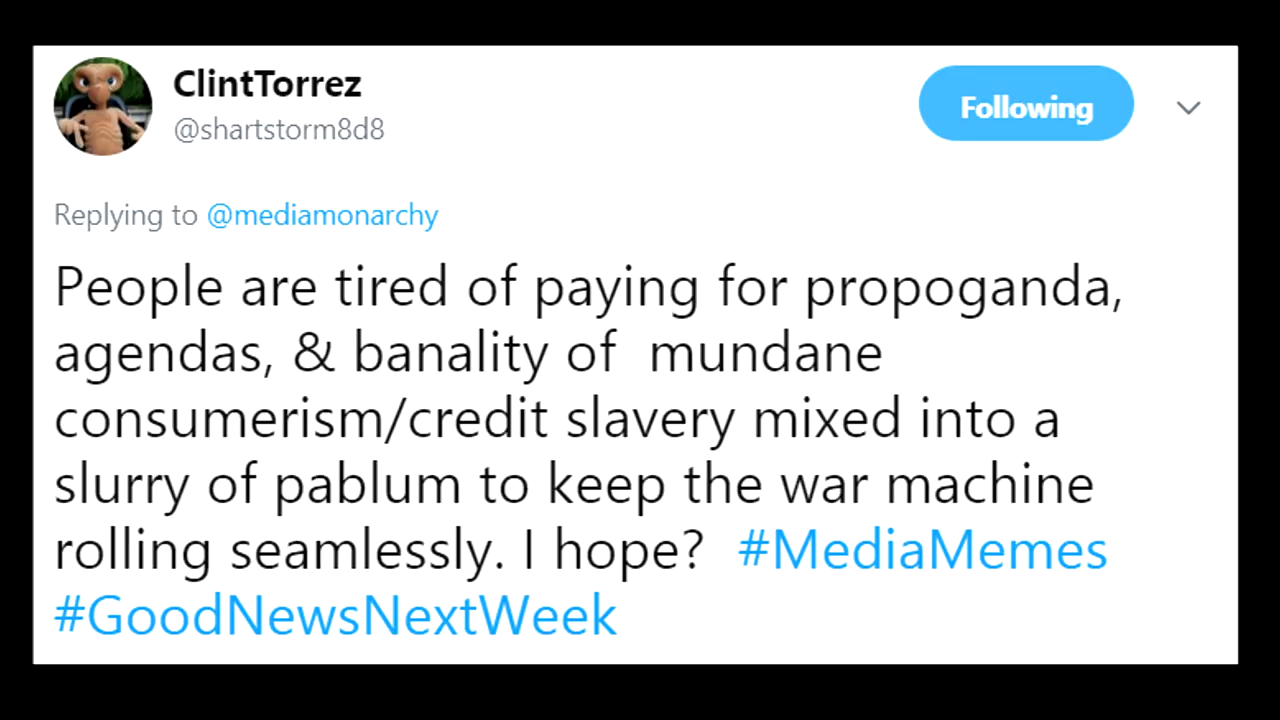 ClintTorrez
@shartstorm8d8
Following
Replying to @mediamonarchy
People are tired of paying for propoganda,
agendas, & banality of  mundane
consumerism/credit slavery mixed into a
slurry of pablum to keep the war machine
rolling seamlessly. I hope?  #MediaMemes
#GoodNewsNextWeek